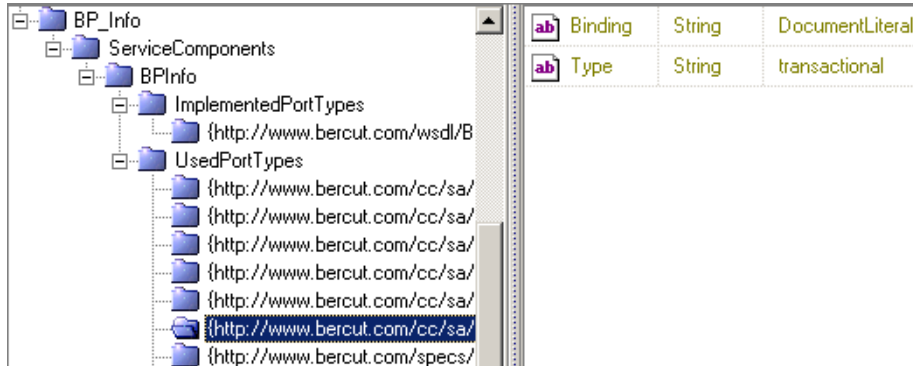 BP_Info
ServiceComponents
BPInfo
ImplementedPortTypes
{http://www.bercut.com/wsdl/B
UsedPortTypes
{http://www.bercut.com/cc/sa/
{http://www.bercut.com/cc/sa/
{http://www.bercut.com/cc/sa/
{http://www.bercut.com/cc/sa/
{http://www.bercut.com/cc/sa/
{http://www.bercut.com/cc/sa/
{http://www.bercut.com/specs/
ab Binding String DocumentLiteral
ab Type String transactional